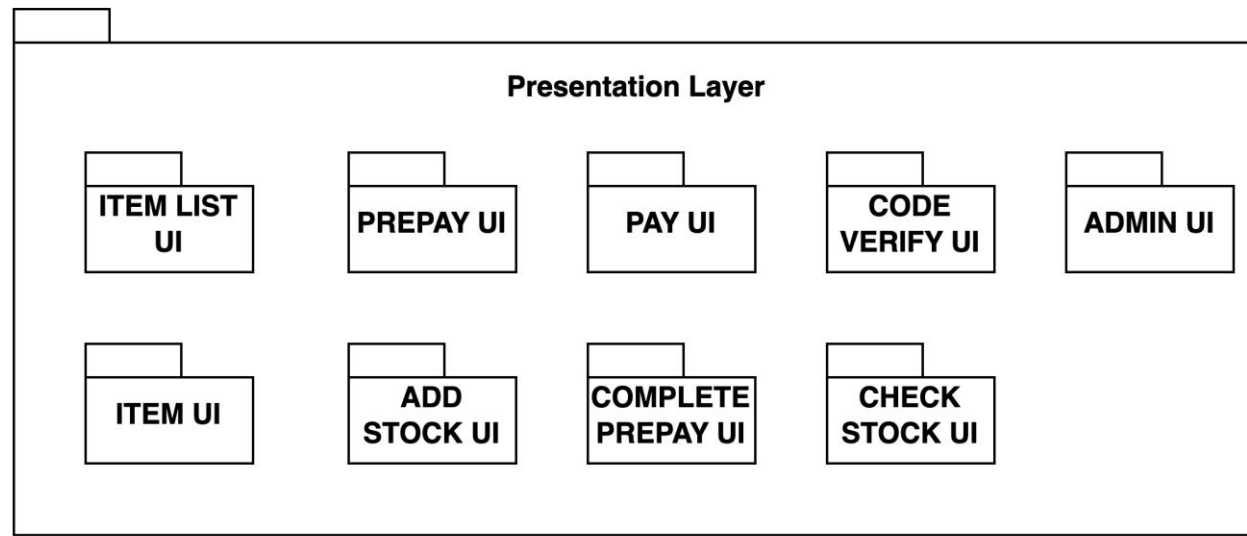 Presentation Layer
ITEM LIST
UI
PREPAY UI
PAY UI
CODE
VERIFY UI
ADMIN UI
ITEM UI
ADD
STOCK UI
COMPLETE
PREPAY UI
CHECK
STOCK UI